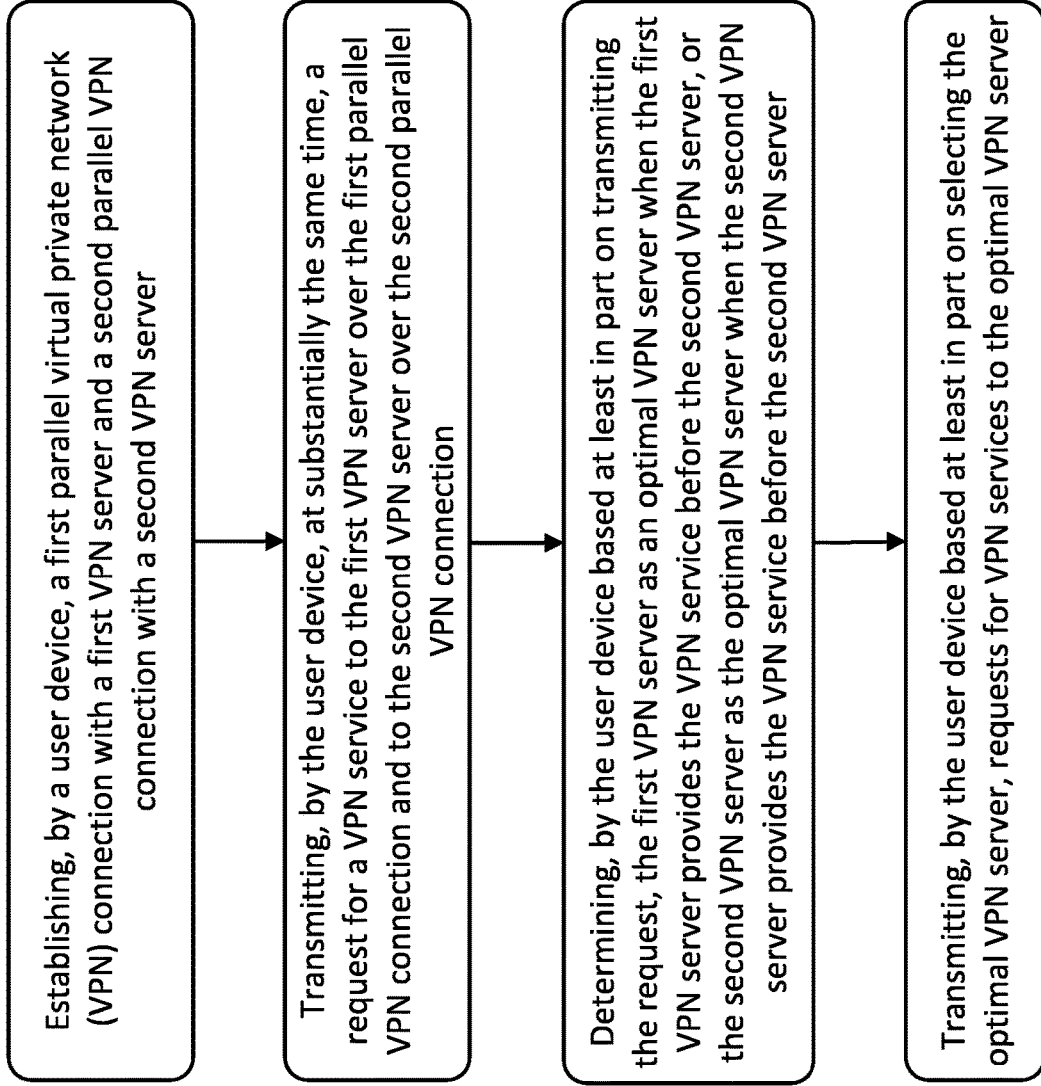 Establishing, by a user device, a first parallel virtual private network
(VPN) connection with a first VPN server and a second parallel VPN
connection with a second VPN server
Transmitting, by the user device, at substantially the same time, a
request for a VPN service to the first VPN server over the first parallel
VPN connection and to the second VPN server over the second parallel
VPN connection
Determining, by the user device based at least in part on transmitting
the request, the first VPN server as an optimal VPN server when the first
VPN server provides the VPN service before the second VPN server, or
the second VPN server as the optimal VPN server when the second VPN
server provides the VPN service before the second VPN server
Transmitting, by the user device based at least in part on selecting the
optimal VPN server, requests for VPN services to the optimal VPN server